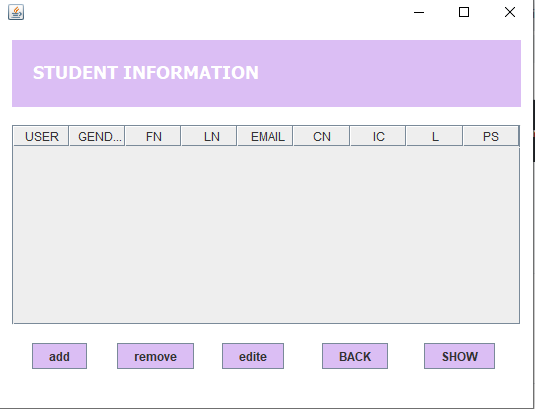 STUDENT INFORMATION
USER GEND... FN LN EMAIL CN IC L PS
add remove edite BACK SHOW